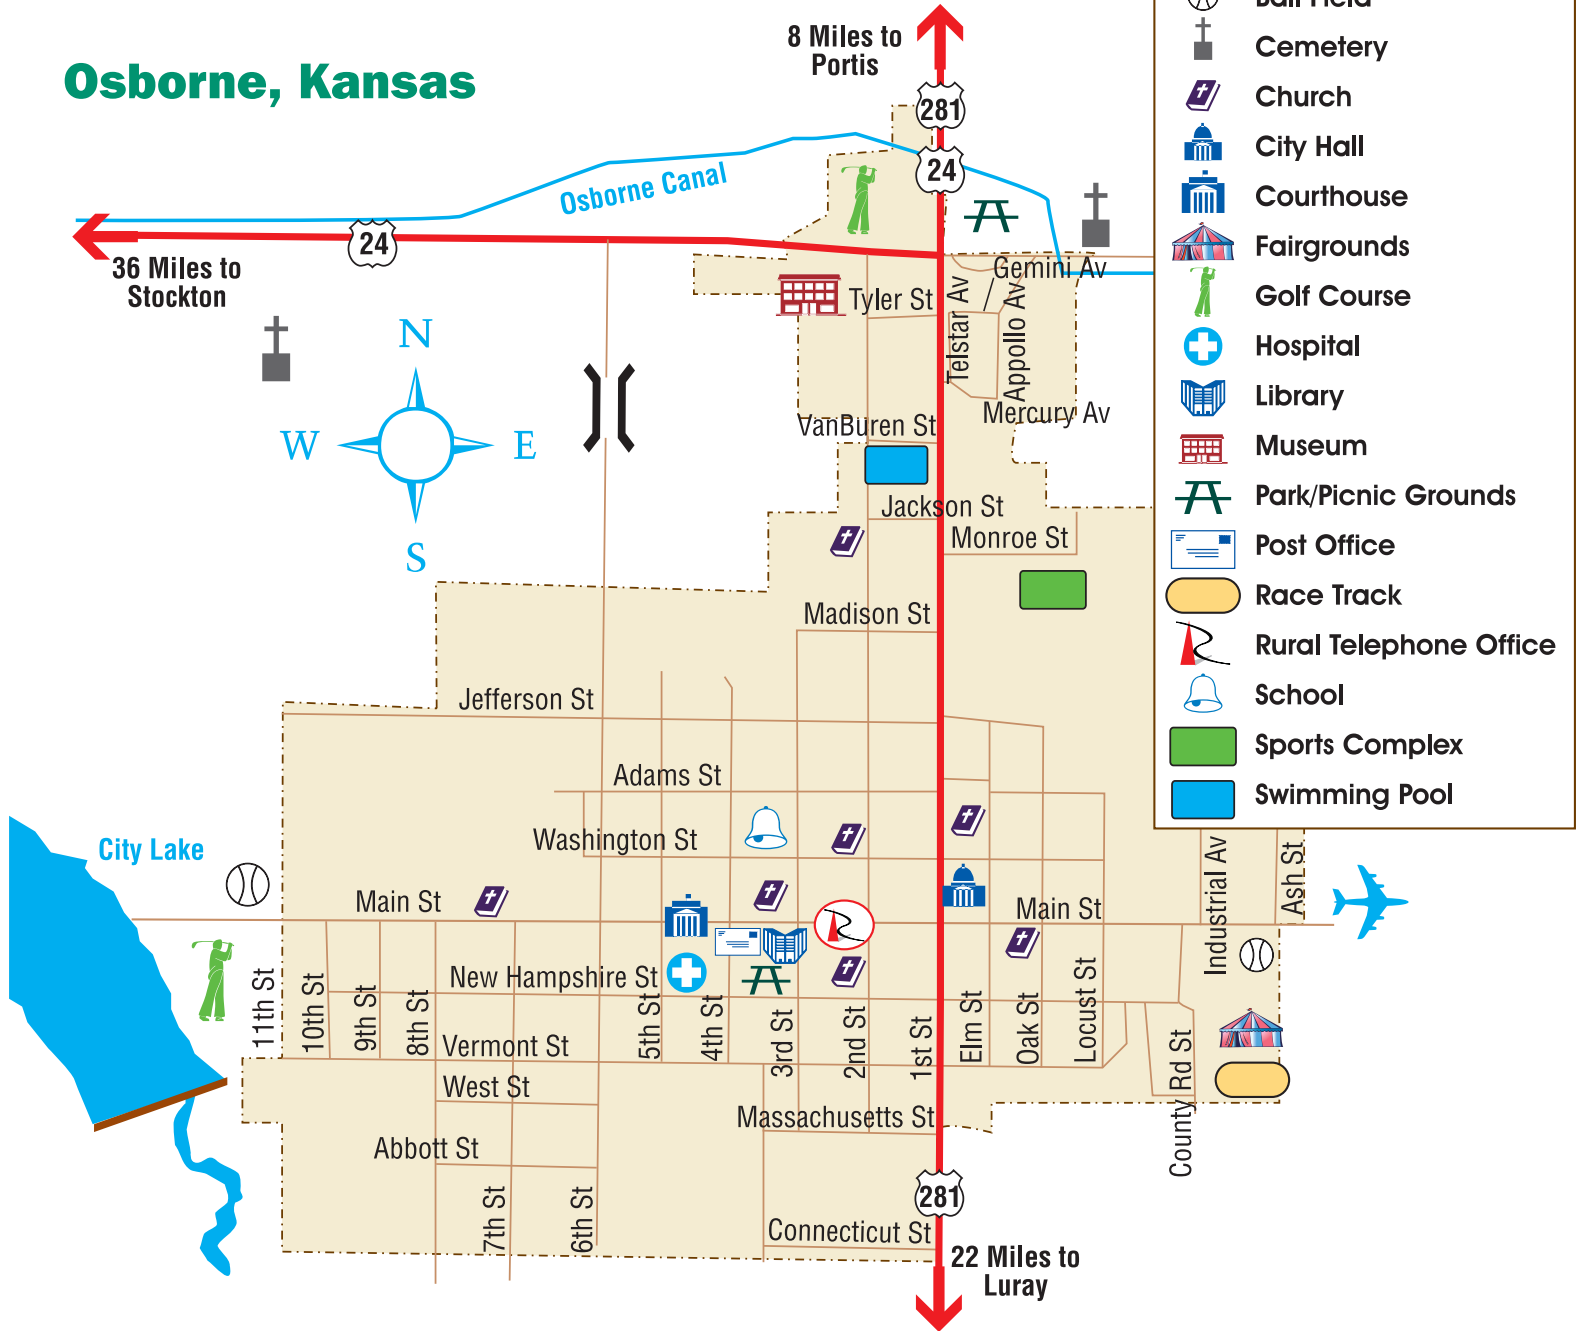 Osborne, Kansas
8 Miles to
Portis
281
24
Osborne Canal
24
36 Miles to
Stockton
N
W
E
S
Ball Field
Cemetery
Church
City Hall
Courthouse
Fairgrounds
Golf Course
Hospital
Library
Museum
Park/Picnic Grounds
Post Office
Race Track
Rural Telephone Office
School
Sports Complex
Swimming Pool
Gemini Av
Tyler St
Telstar Av
Appollo Av
Mercury Av
VanBuren St
Jackson St
Monroe St
Madison St
Jefferson St
Adams St
Washington St
City Lake
Main St
Main St
Industrial Av
Ash St
New Hampshire St
11th St
10th St
9th St
8th St
5th St
4th St
3rd St
2nd St
1st St
Elm St
Oak St
Locust St
County Rd St
Vermont St
West St
Massachusetts St
Abbott St
7th St
6th St
281
Connecticut St
22 Miles to
Luray